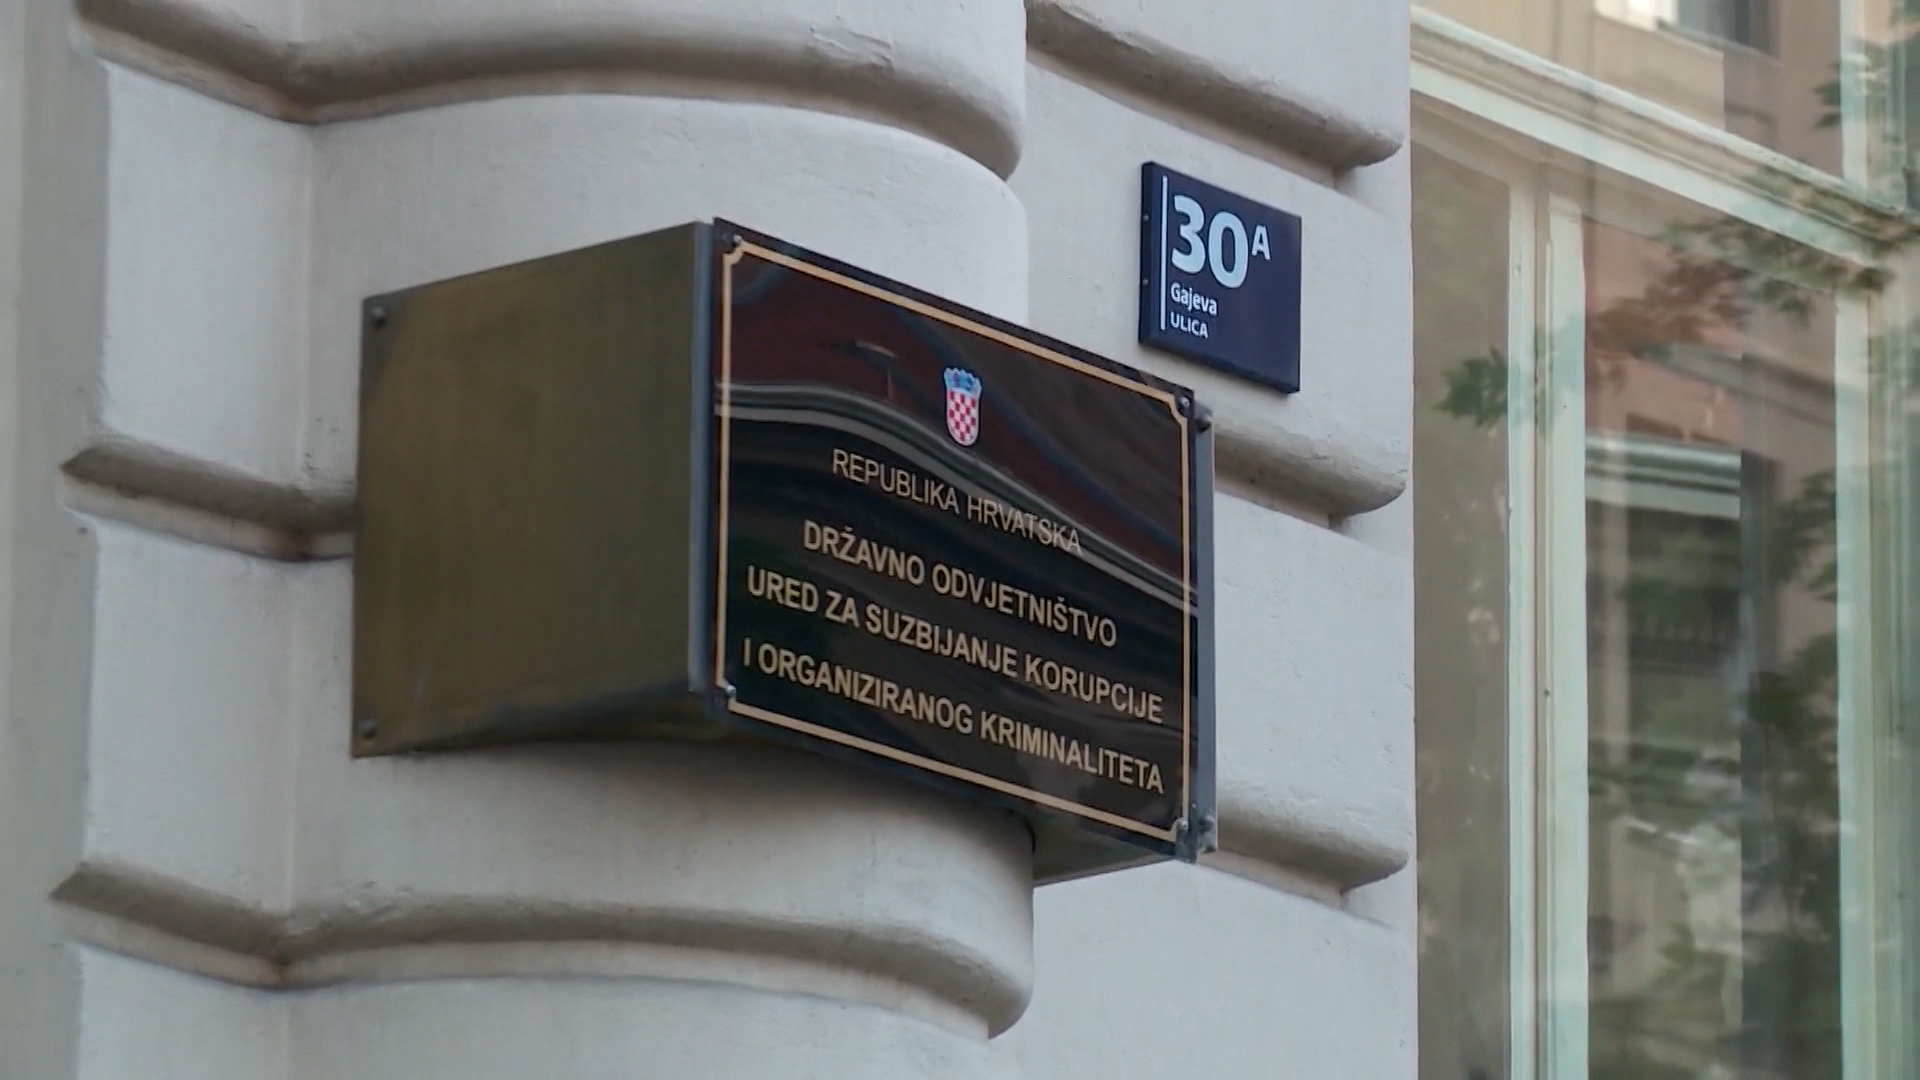 30A
Gajeva
ULICA
REPUBLIKA HRVATSKA
DRŽAVNO ODVJETNIŠTVO
URED ZA SUZBIJANJE KORUPCIJE
I ORGANIZIRANOG KRIMINALITETA